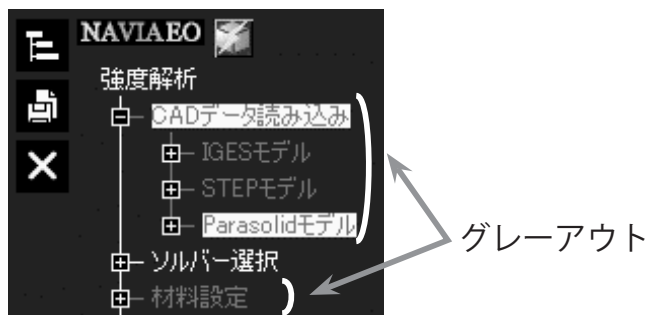 NAVIAEO
強度解析
CADデータ読み込み
IGESモデル
STEPモデル
Parasolidモデル
グレーアウト
ソルバー選択
材料設定